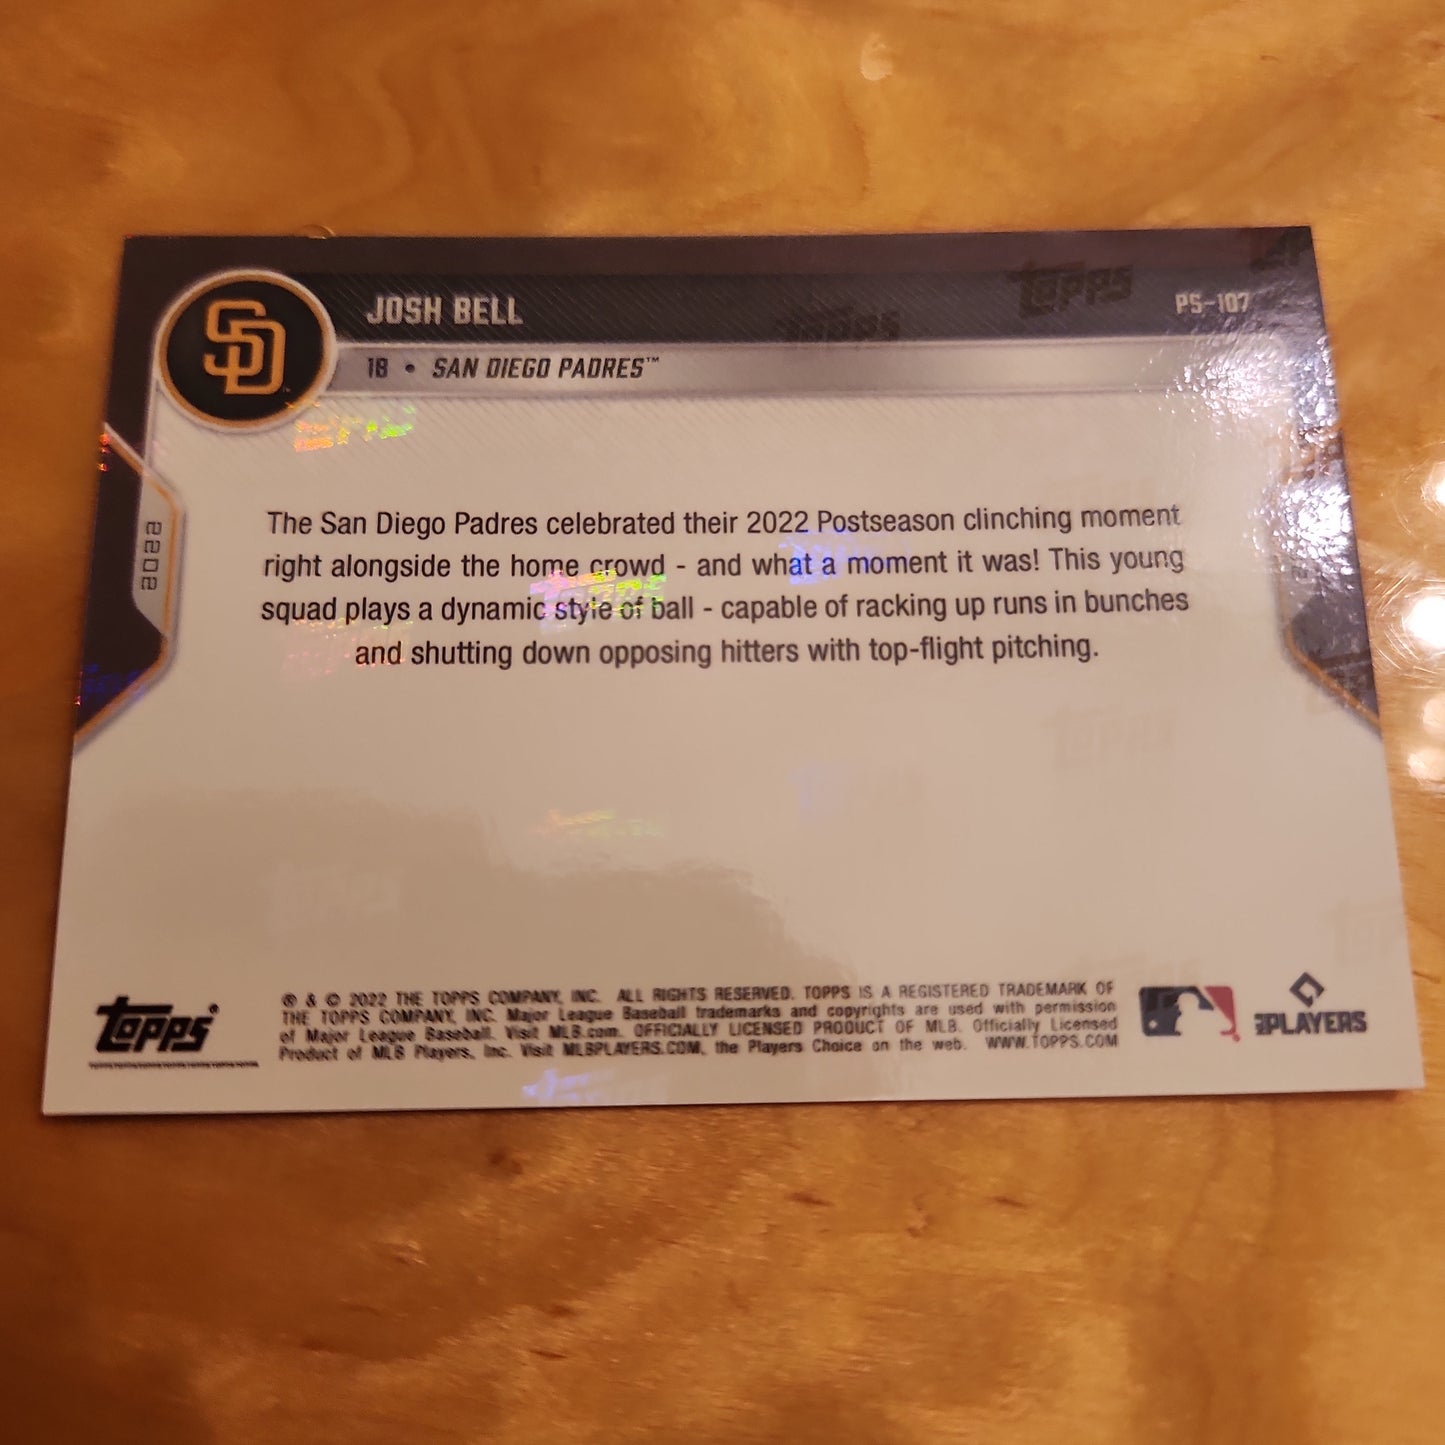 SD
JOSH BELL
PS-107
1B • SAN DIEGO PADRES™
2022
The San Diego Padres celebrated their 2022 Postseason clinching moment
right alongside the home crowd - and what a moment it was! This young
squad plays a dynamic style of ball - capable of racking up runs in bunches
and shutting down opposing hitters with top-flight pitching.
Topps
® & © 2022 THE TOPPS COMPANY, INC. ALL RIGHTS RESERVED. TOPPS IS A REGISTERED TRADEMARK OF
THE TOPPS COMPANY, INC. Major League Baseball trademarks and copyrights are used with permission
of Major League Baseball. Visit MLB.com. OFFICIALLY LICENSED PRODUCT OF MLB. Officially Licensed
Product of MLB Players, Inc. Visit MLBPLAYERS.COM, the Players Choice on the web. WWW.TOPPS.COM
MLB PLAYERS